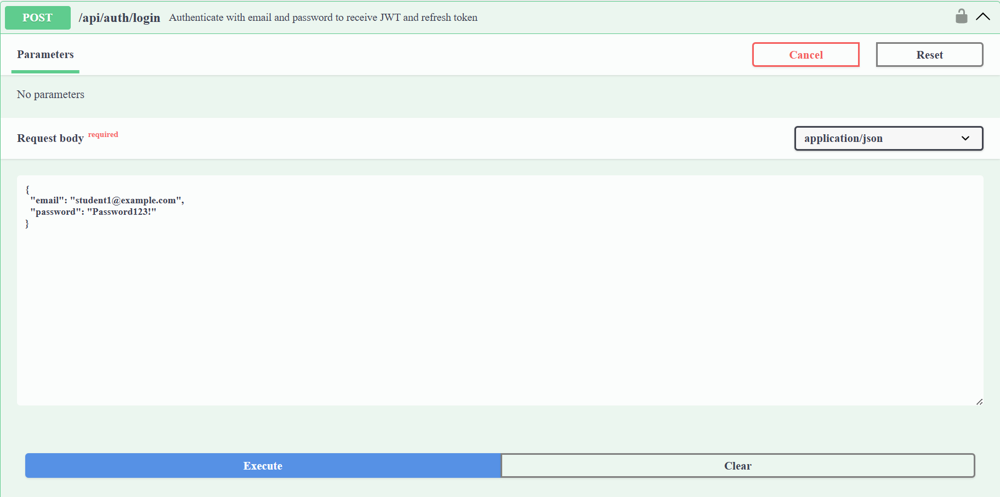 POST /api/auth/login Authenticate with email and password to receive JWT and refresh token
Parameters Cancel Reset
No parameters
Request body required application/json
{
"email": "student1@example.com",
"password": "Password123!"
}
Execute Clear